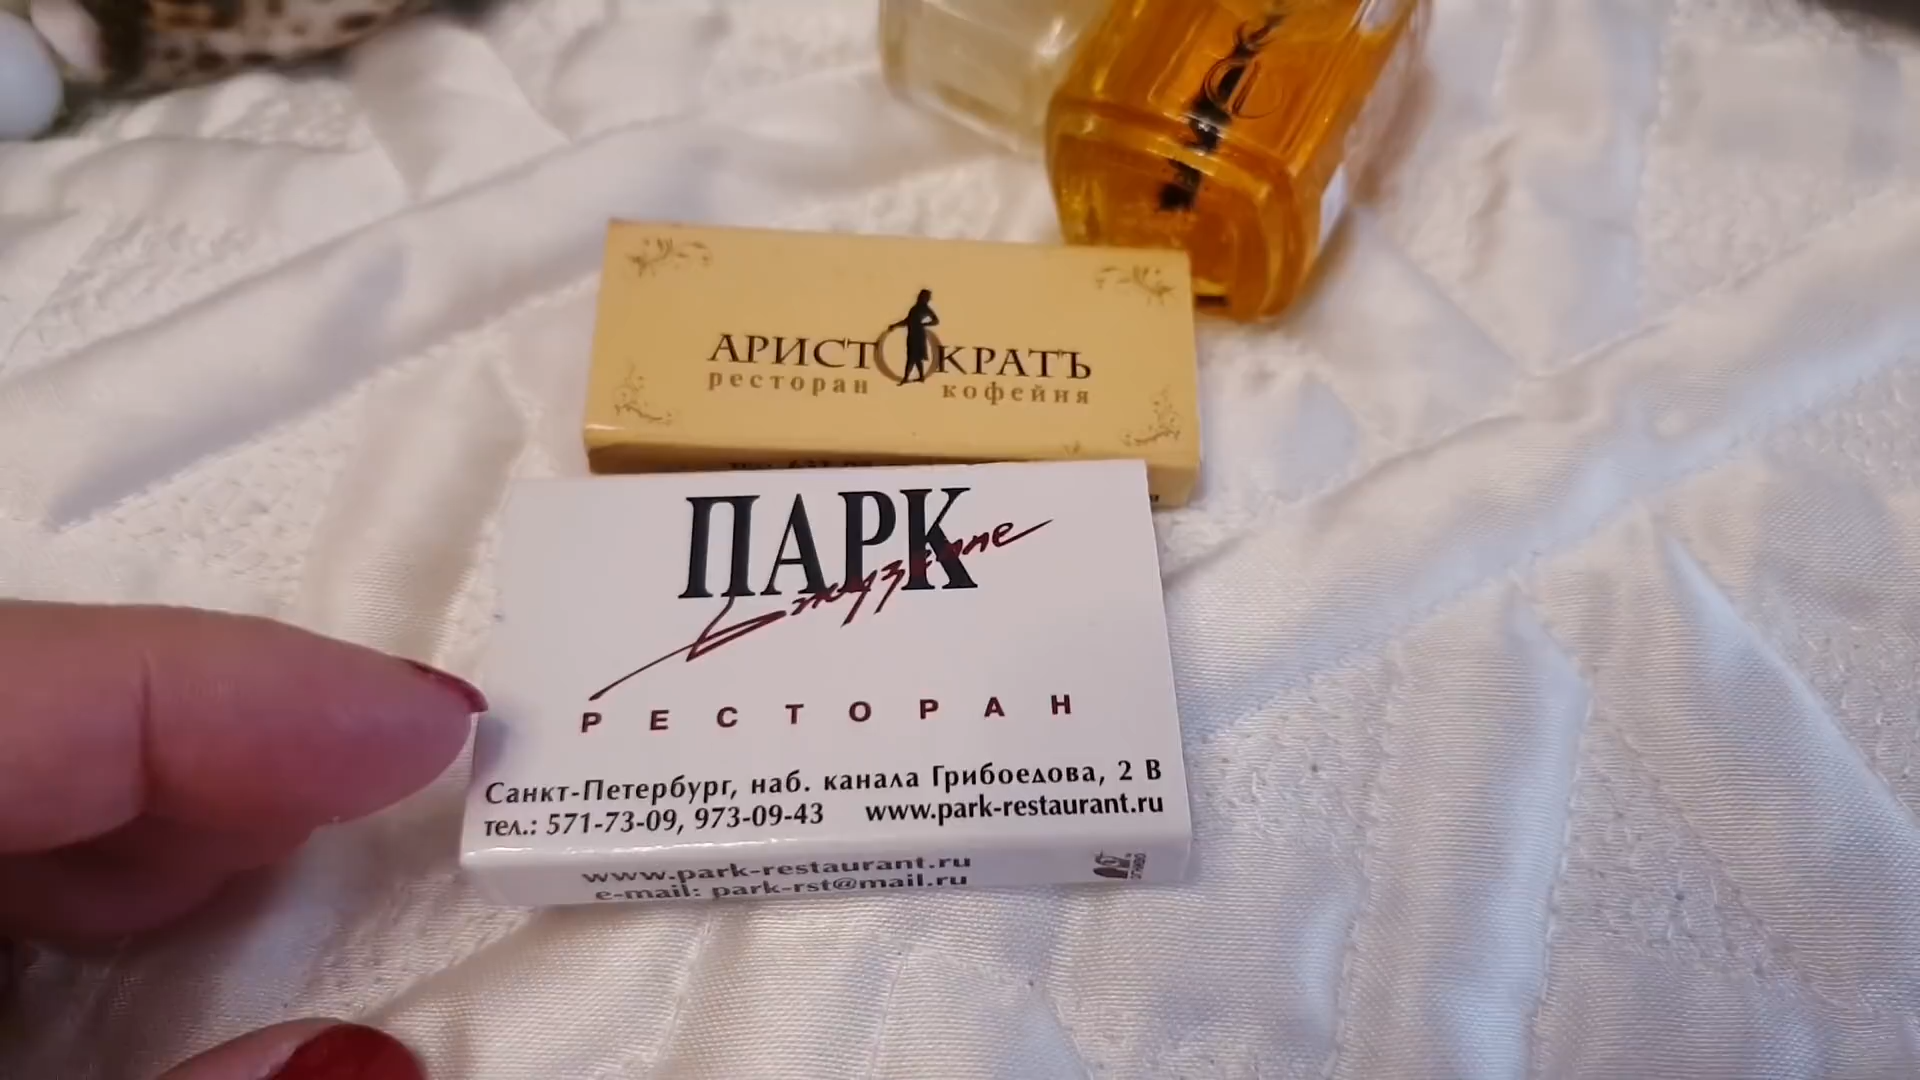 АРИСТОКРАТЪ
ресторан кофейня
ПАРК
РЕСТОРАН
Санкт-Петербург, наб. канала Грибоедова, 2 В
тел.: 571-73-09, 973-09-43 www.park-restaurant.ru
www.park-restaurant.ru
e-mail: park-rst@mail.ru